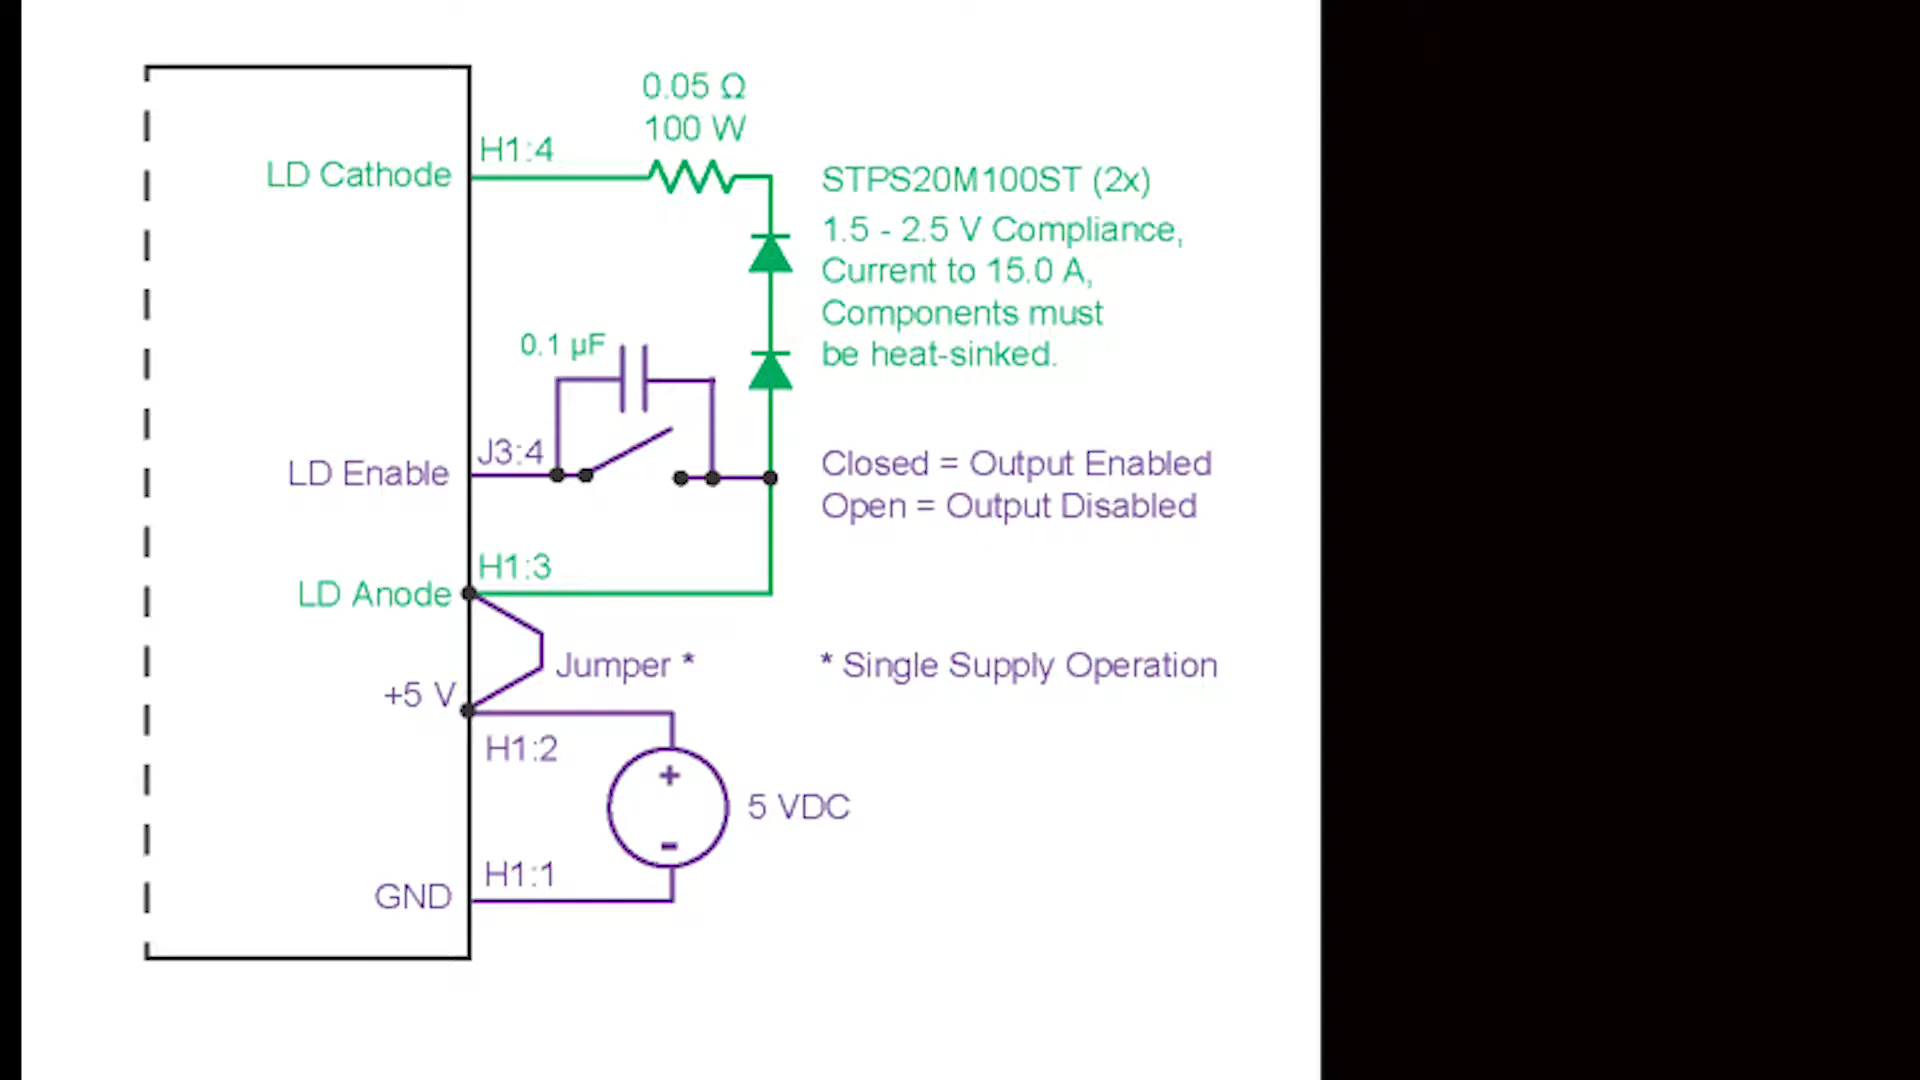 0.05 Ω
100 W
H1:4
LD Cathode
STPS20M100ST (2x)
1.5 - 2.5 V Compliance,
Current to 15.0 A,
Components must
be heat-sinked.
0.1 µF
J3:4
LD Enable
Closed = Output Enabled
Open = Output Disabled
H1:3
LD Anode
Jumper *
* Single Supply Operation
+5 V
H1:2
+
5 VDC
-
H1:1
GND